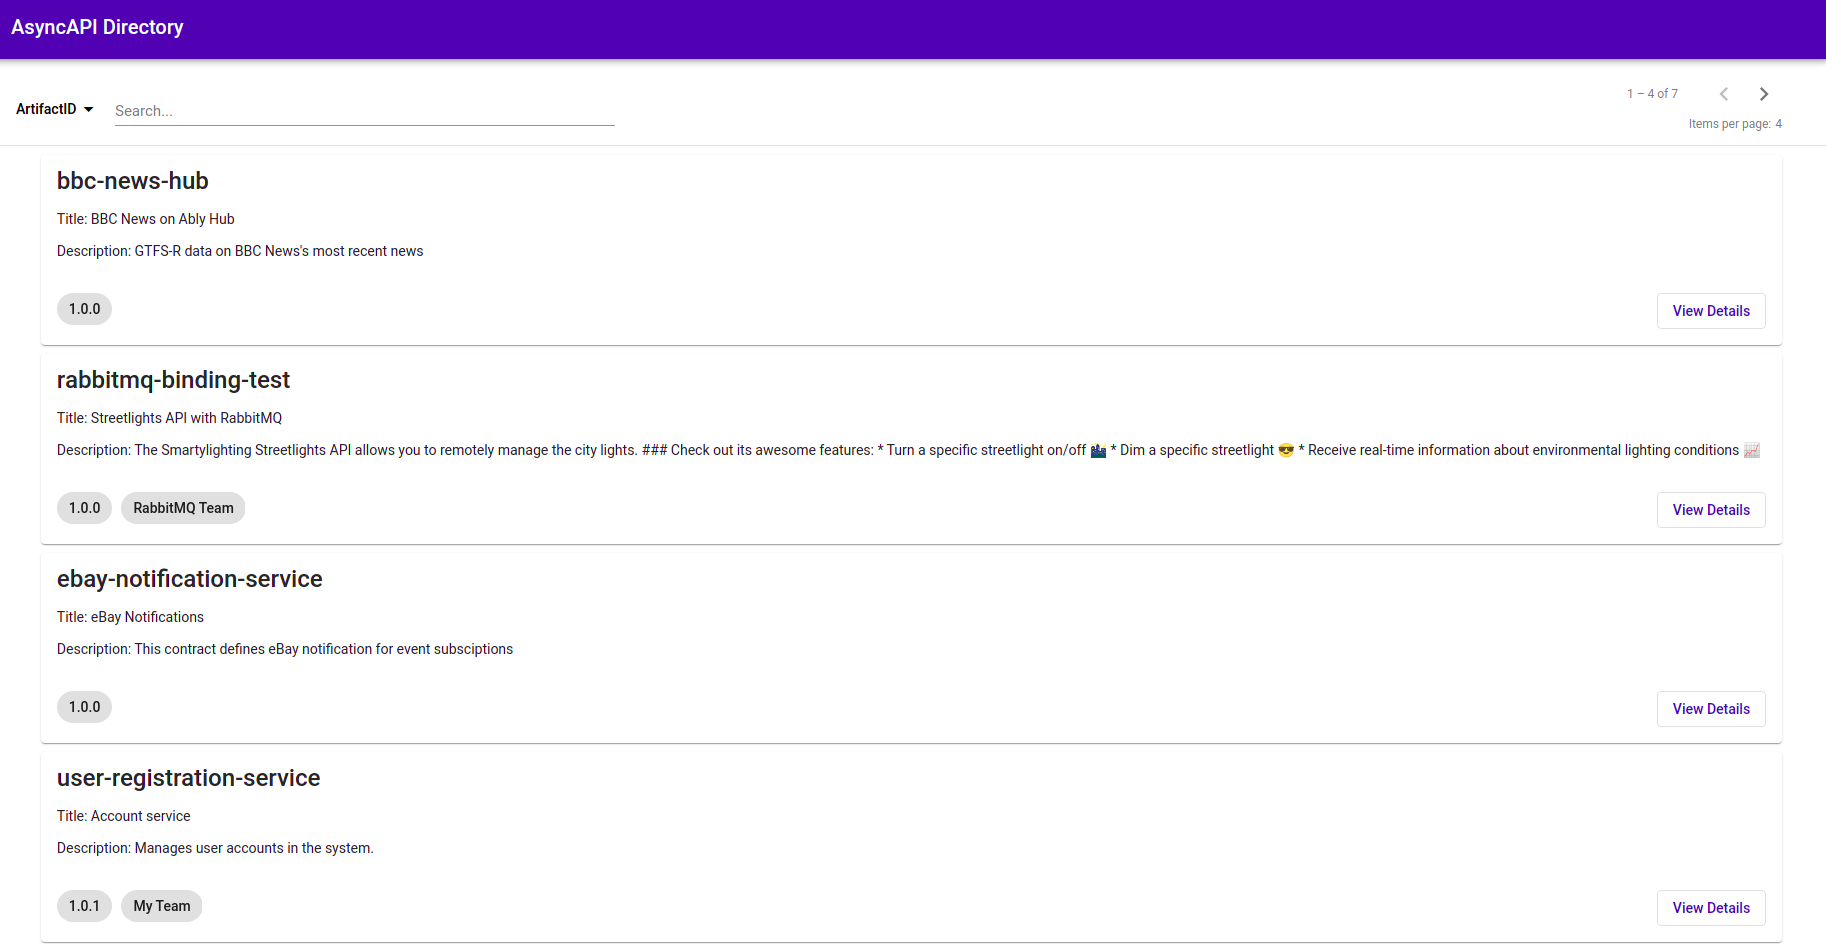 AsyncAPI Directory
ArtifactID
Search...
1 – 4 of 7
Items per page: 4
bbc-news-hub
Title: BBC News on Ably Hub
Description: GTFS-R data on BBC News's most recent news
1.0.0
View Details
rabbitmq-binding-test
Title: Streetlights API with RabbitMQ
Description: The Smartylighting Streetlights API allows you to remotely manage the city lights. ### Check out its awesome features: * Turn a specific streetlight on/off 🌃 * Dim a specific streetlight 😎 * Receive real-time information about environmental lighting conditions 📈
1.0.0 RabbitMQ Team
View Details
ebay-notification-service
Title: eBay Notifications
Description: This contract defines eBay notification for event subsciptions
1.0.0
View Details
user-registration-service
Title: Account service
Description: Manages user accounts in the system.
1.0.1 My Team
View Details